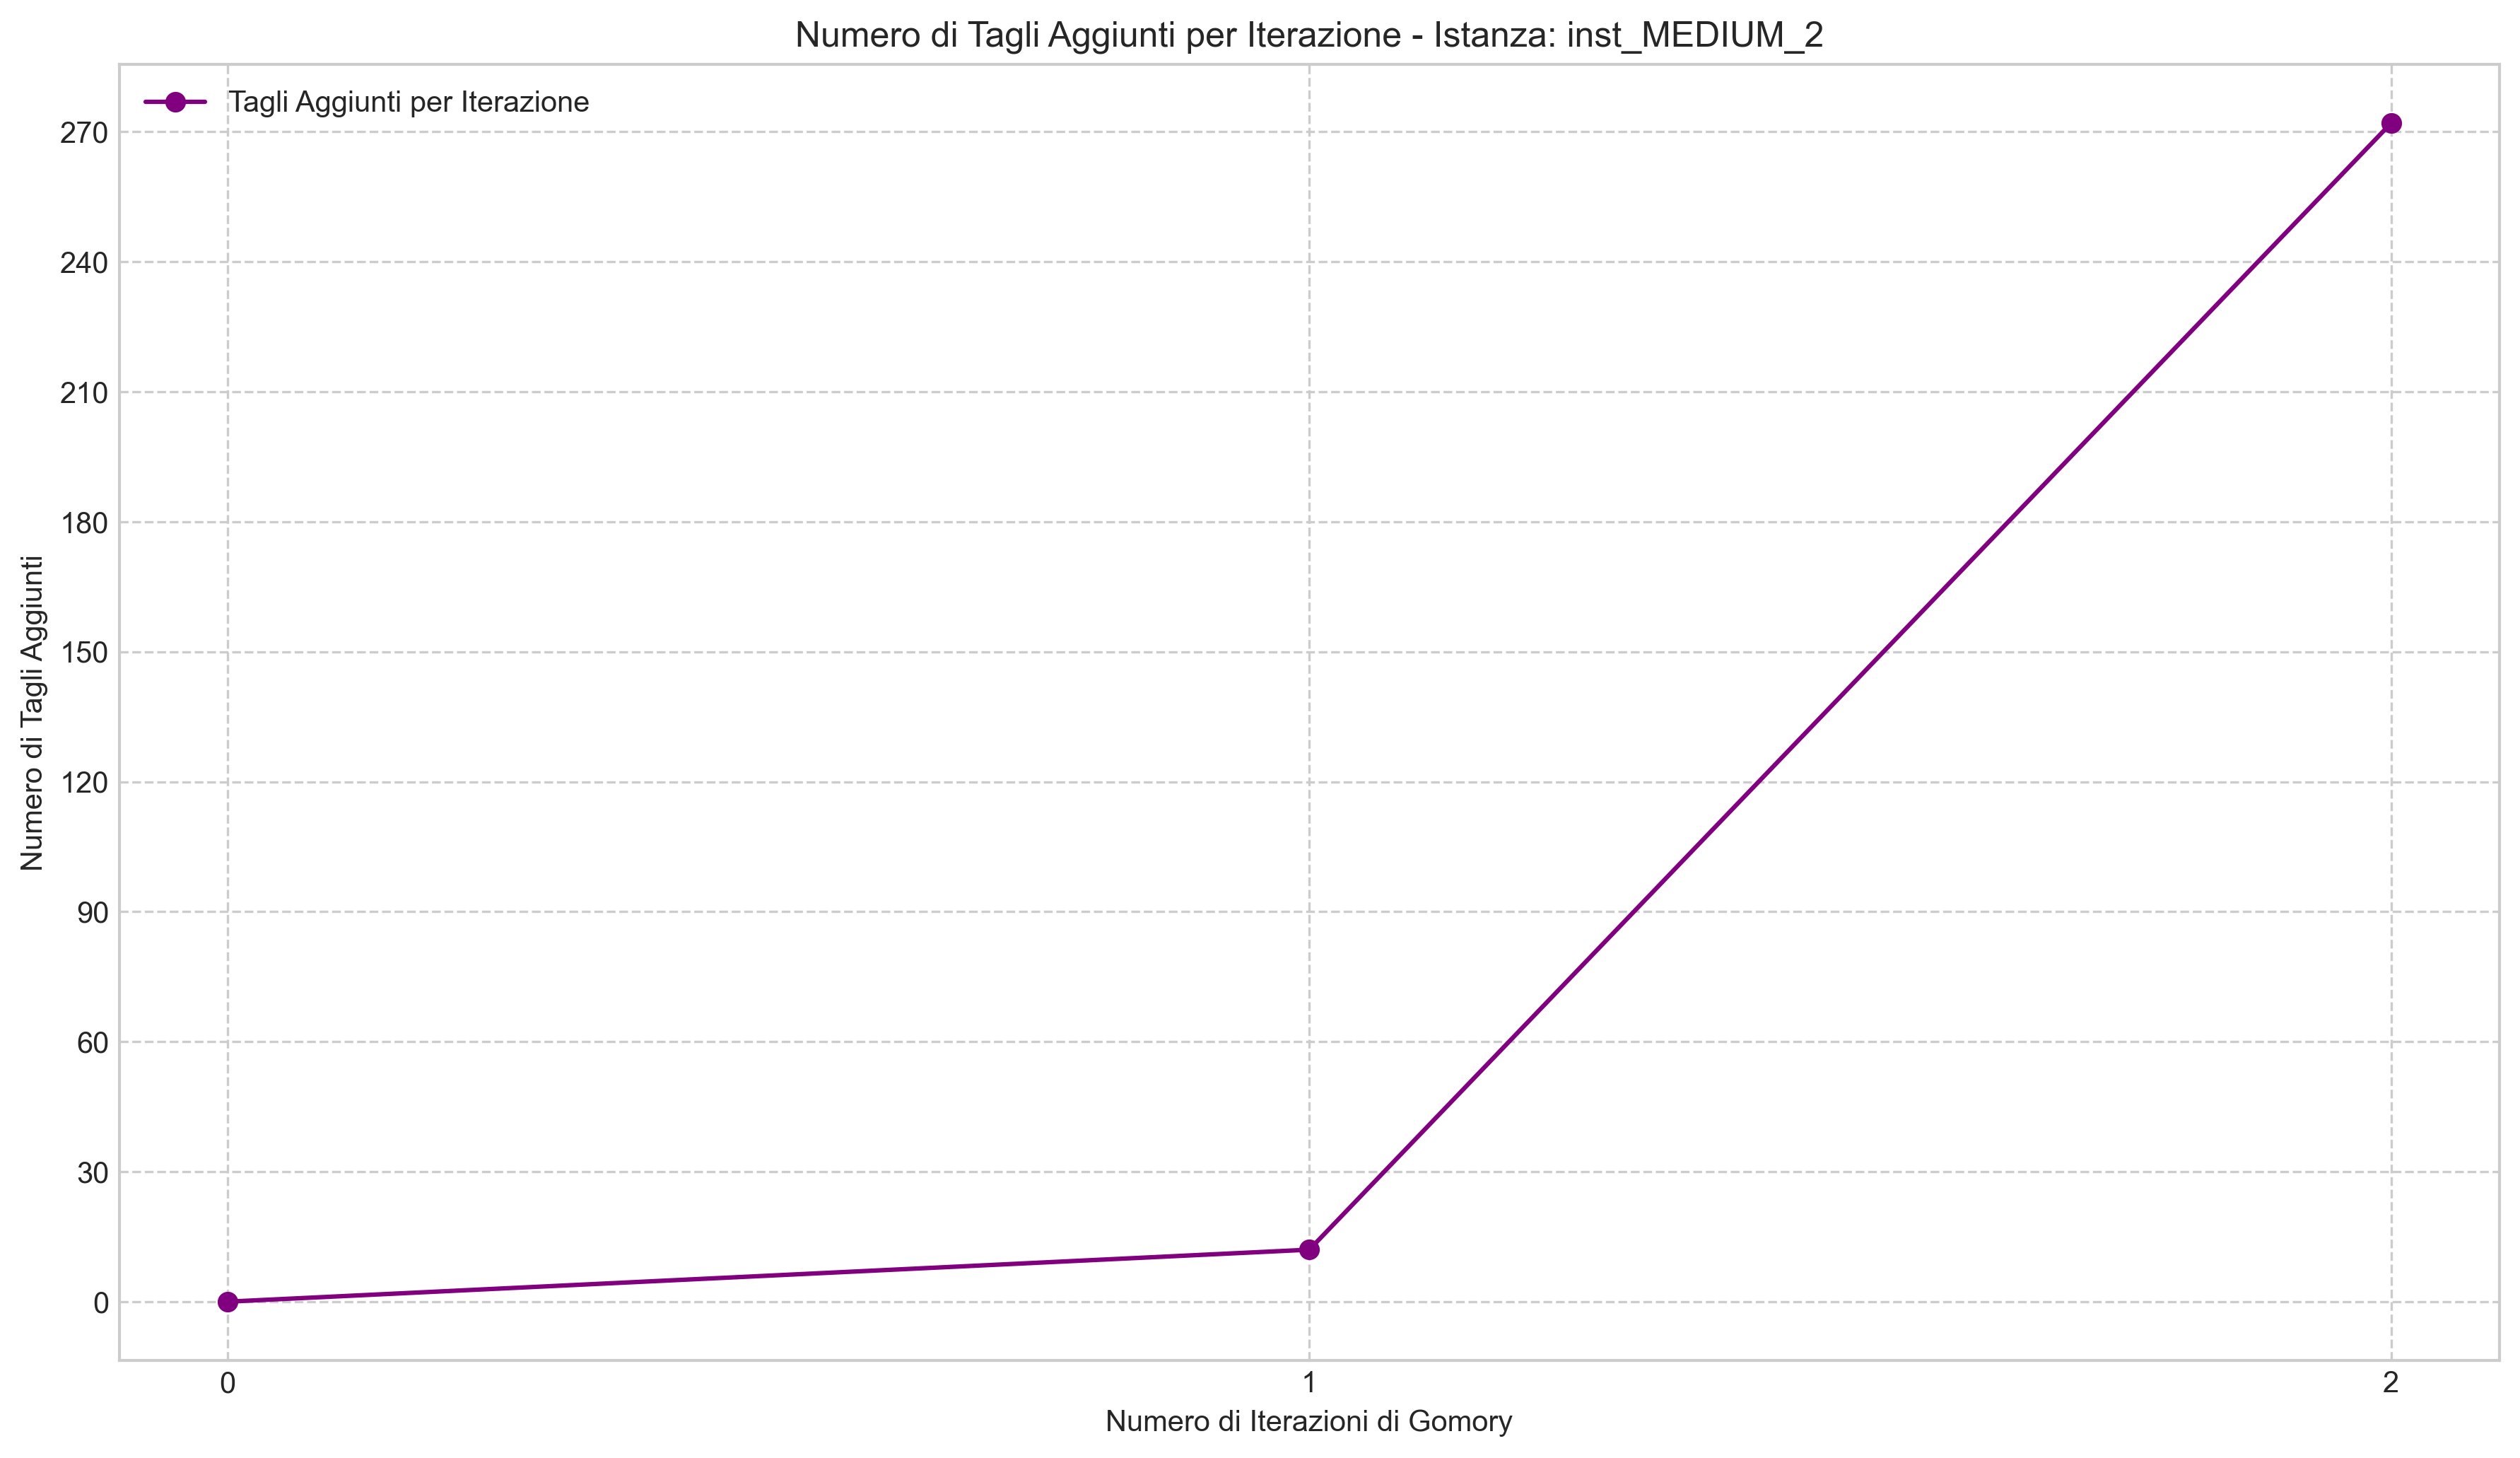 Numero di Tagli Aggiunti per Iterazione - Istanza: inst_MEDIUM_2
Tagli Aggiunti per Iterazione
270
240
210
180
150
120
90
60
30
0
Numero di Tagli Aggiunti
0 1 2
Numero di Iterazioni di Gomory